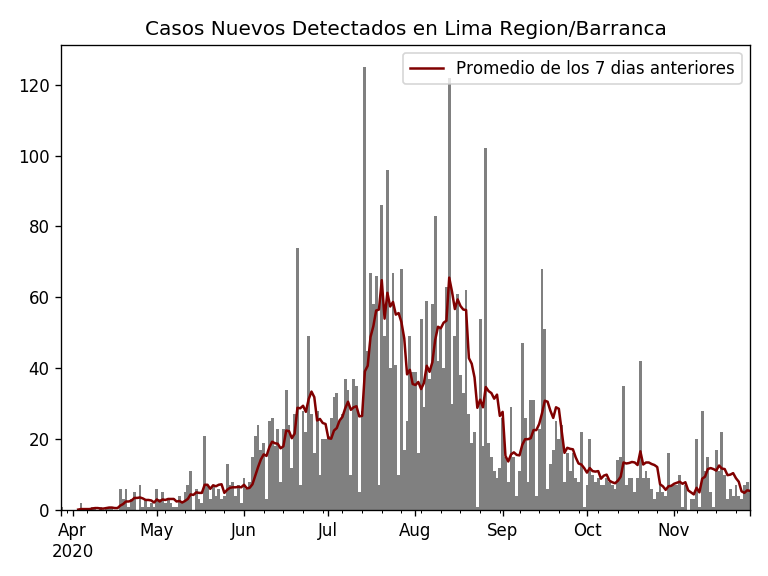 Casos Nuevos Detectados en Lima Region/Barranca
Promedio de los 7 dias anteriores
120
100
80
60
40
20
0
Apr May Jun Jul Aug Sep Oct Nov
2020